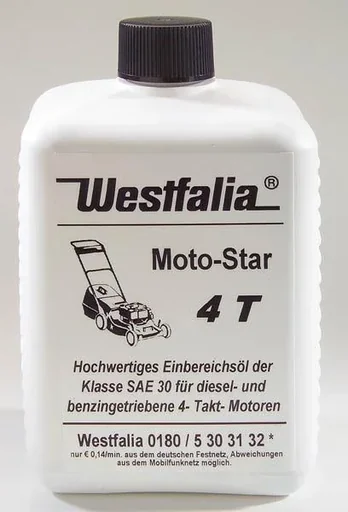 Westfalia®
Moto-Star
4 T
Hochwertiges Einbereichsöl der
Klasse SAE 30 für diesel- und
benzingetriebene 4- Takt- Motoren
Westfalia 0180 / 5 30 31 32 *
nur € 0,14/min. aus dem deutschen Festnetz, Abweichungen
aus dem Mobilfunknetz möglich.